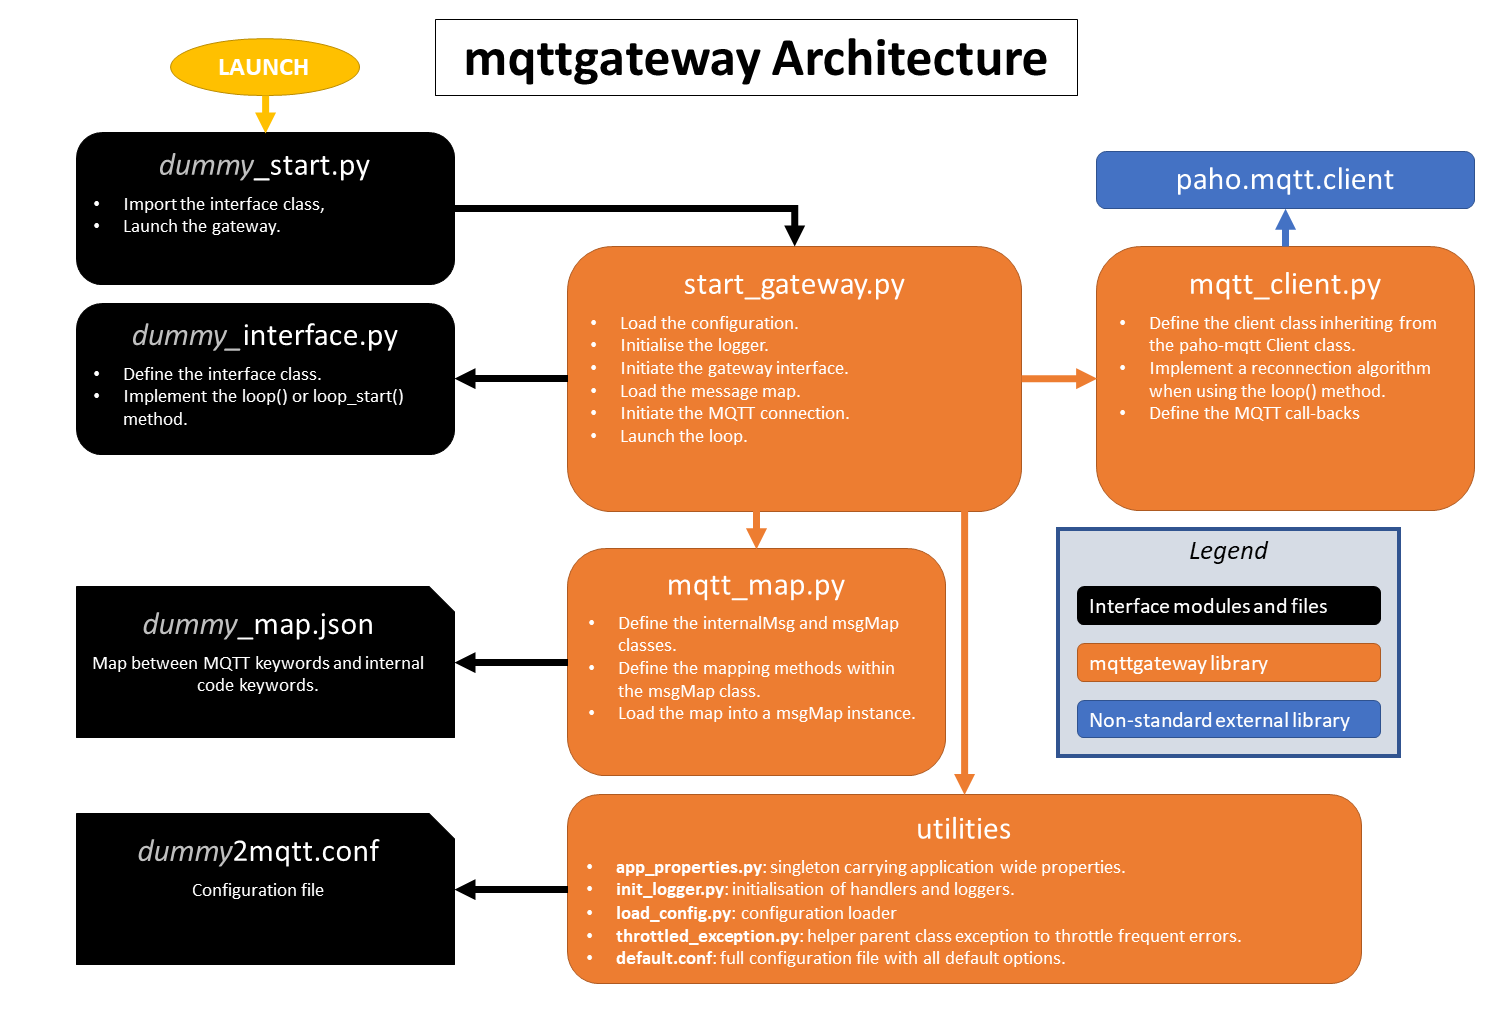 mqttgateway Architecture
LAUNCH
dummy_start.py
• Import the interface class,
• Launch the gateway.
dummy_interface.py
• Define the interface class.
• Implement the loop() or loop_start()
method.
start_gateway.py
• Load the configuration.
• Initialise the logger.
• Initiate the gateway interface.
• Load the message map.
• Initiate the MQTT connection.
• Launch the loop.
paho.mqtt.client
mqtt_client.py
• Define the client class inheriting from
the paho-mqtt Client class.
• Implement a reconnection algorithm
when using the loop() method.
• Define the MQTT call-backs
Legend
Interface modules and files
mqttgateway library
Non-standard external library
mqtt_map.py
• Define the internalMsg and msgMap
classes.
• Define the mapping methods within
the msgMap class.
• Load the map into a msgMap instance.
dummy_map.json
Map between MQTT keywords and internal
code keywords.
dummy2mqtt.conf
Configuration file
utilities
• app_properties.py: singleton carrying application wide properties.
• init_logger.py: initialisation of handlers and loggers.
• load_config.py: configuration loader
• throttled_exception.py: helper parent class exception to throttle frequent errors.
• default.conf: full configuration file with all default options.